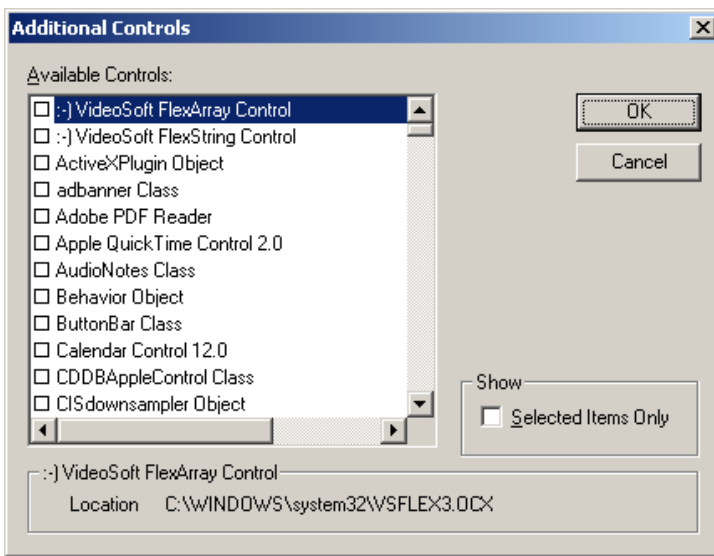 Additional Controls
Available Controls:
:-) VideoSoft FlexArray Control
:-) VideoSoft FlexString Control
ActiveXPlugin Object
adbanner Class
Adobe PDF Reader
Apple QuickTime Control 2.0
AudioNotes Class
Behavior Object
ButtonBar Class
Calendar Control 12.0
CDDBAppleControl Class
CISdownsampler Object
OK
Cancel
Show
Selected Items Only
:-) VideoSoft FlexArray Control
Location C:\WINDOWS\system32\VSFLEX3.OCX